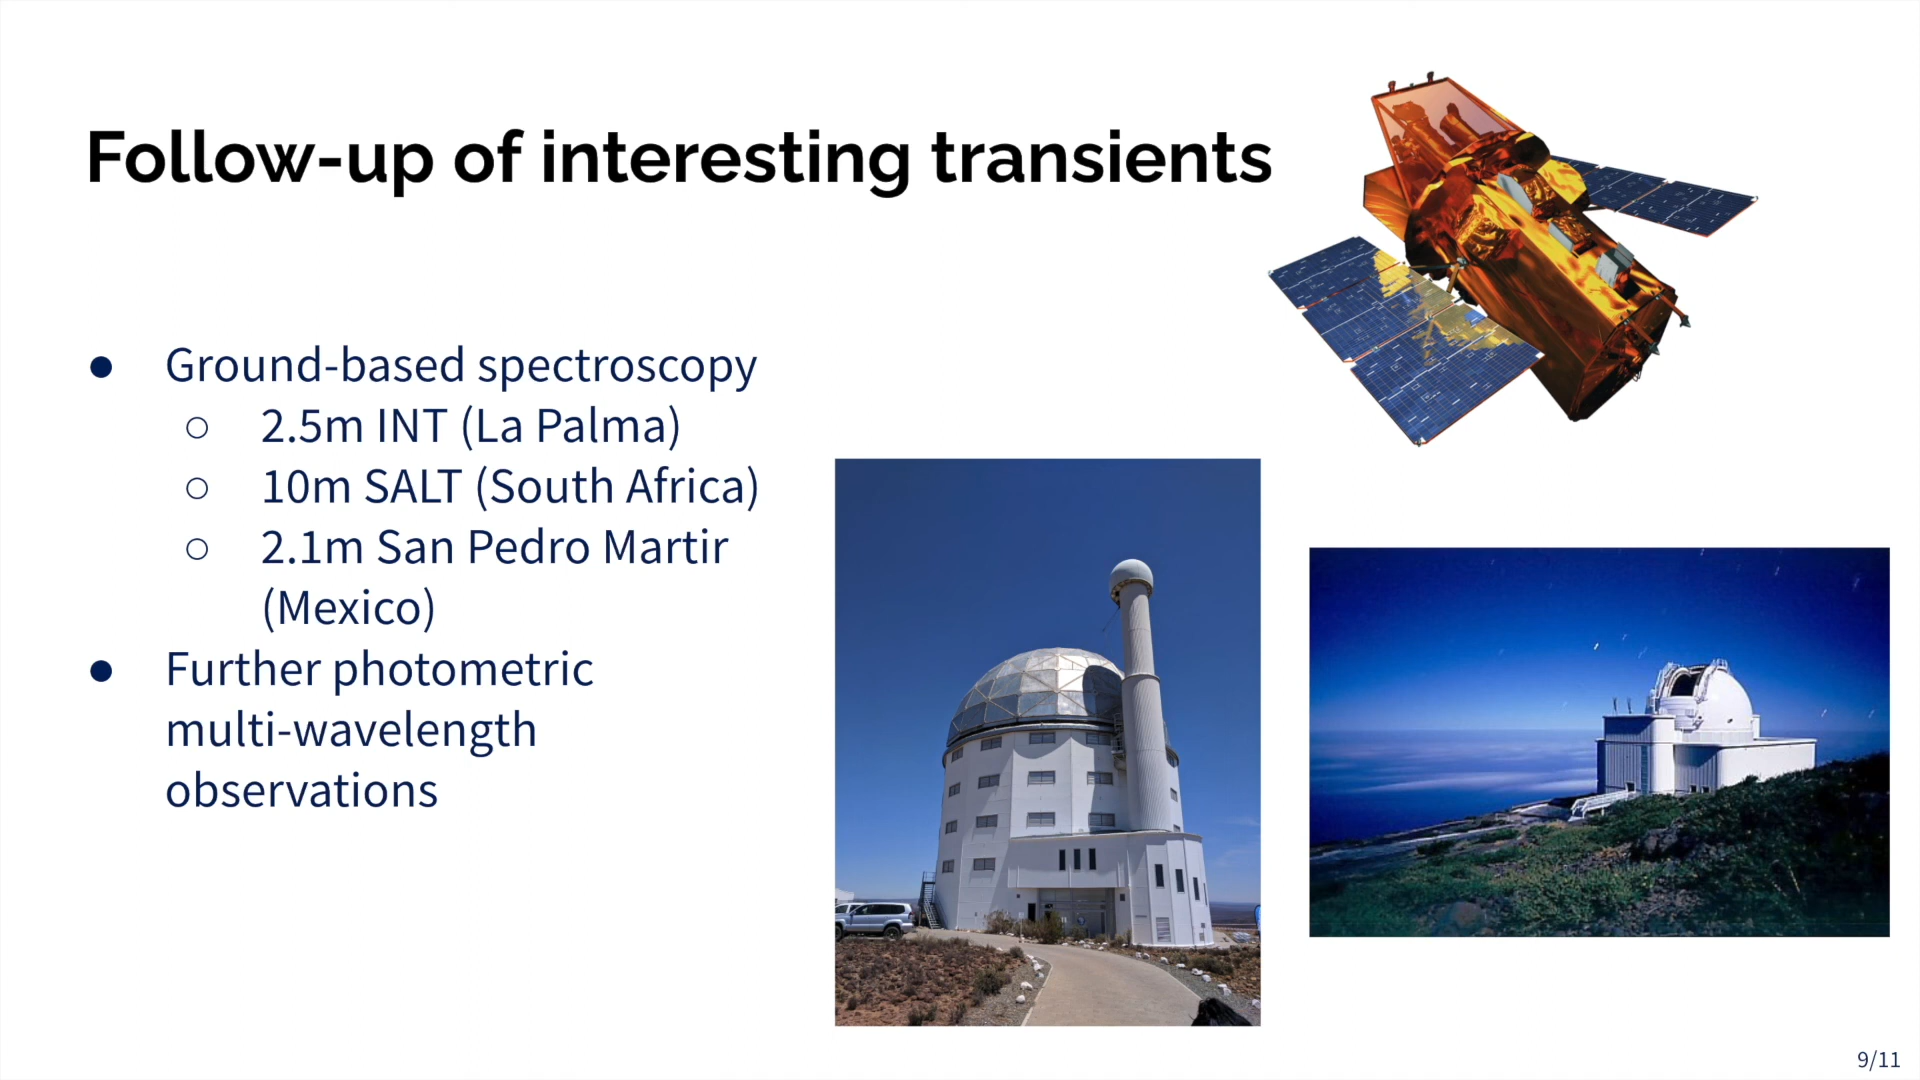 Follow-up of interesting transients
● Ground-based spectroscopy
○ 2.5m INT (La Palma)
○ 10m SALT (South Africa)
○ 2.1m San Pedro Martir
(Mexico)
● Further photometric
multi-wavelength
observations
9/11